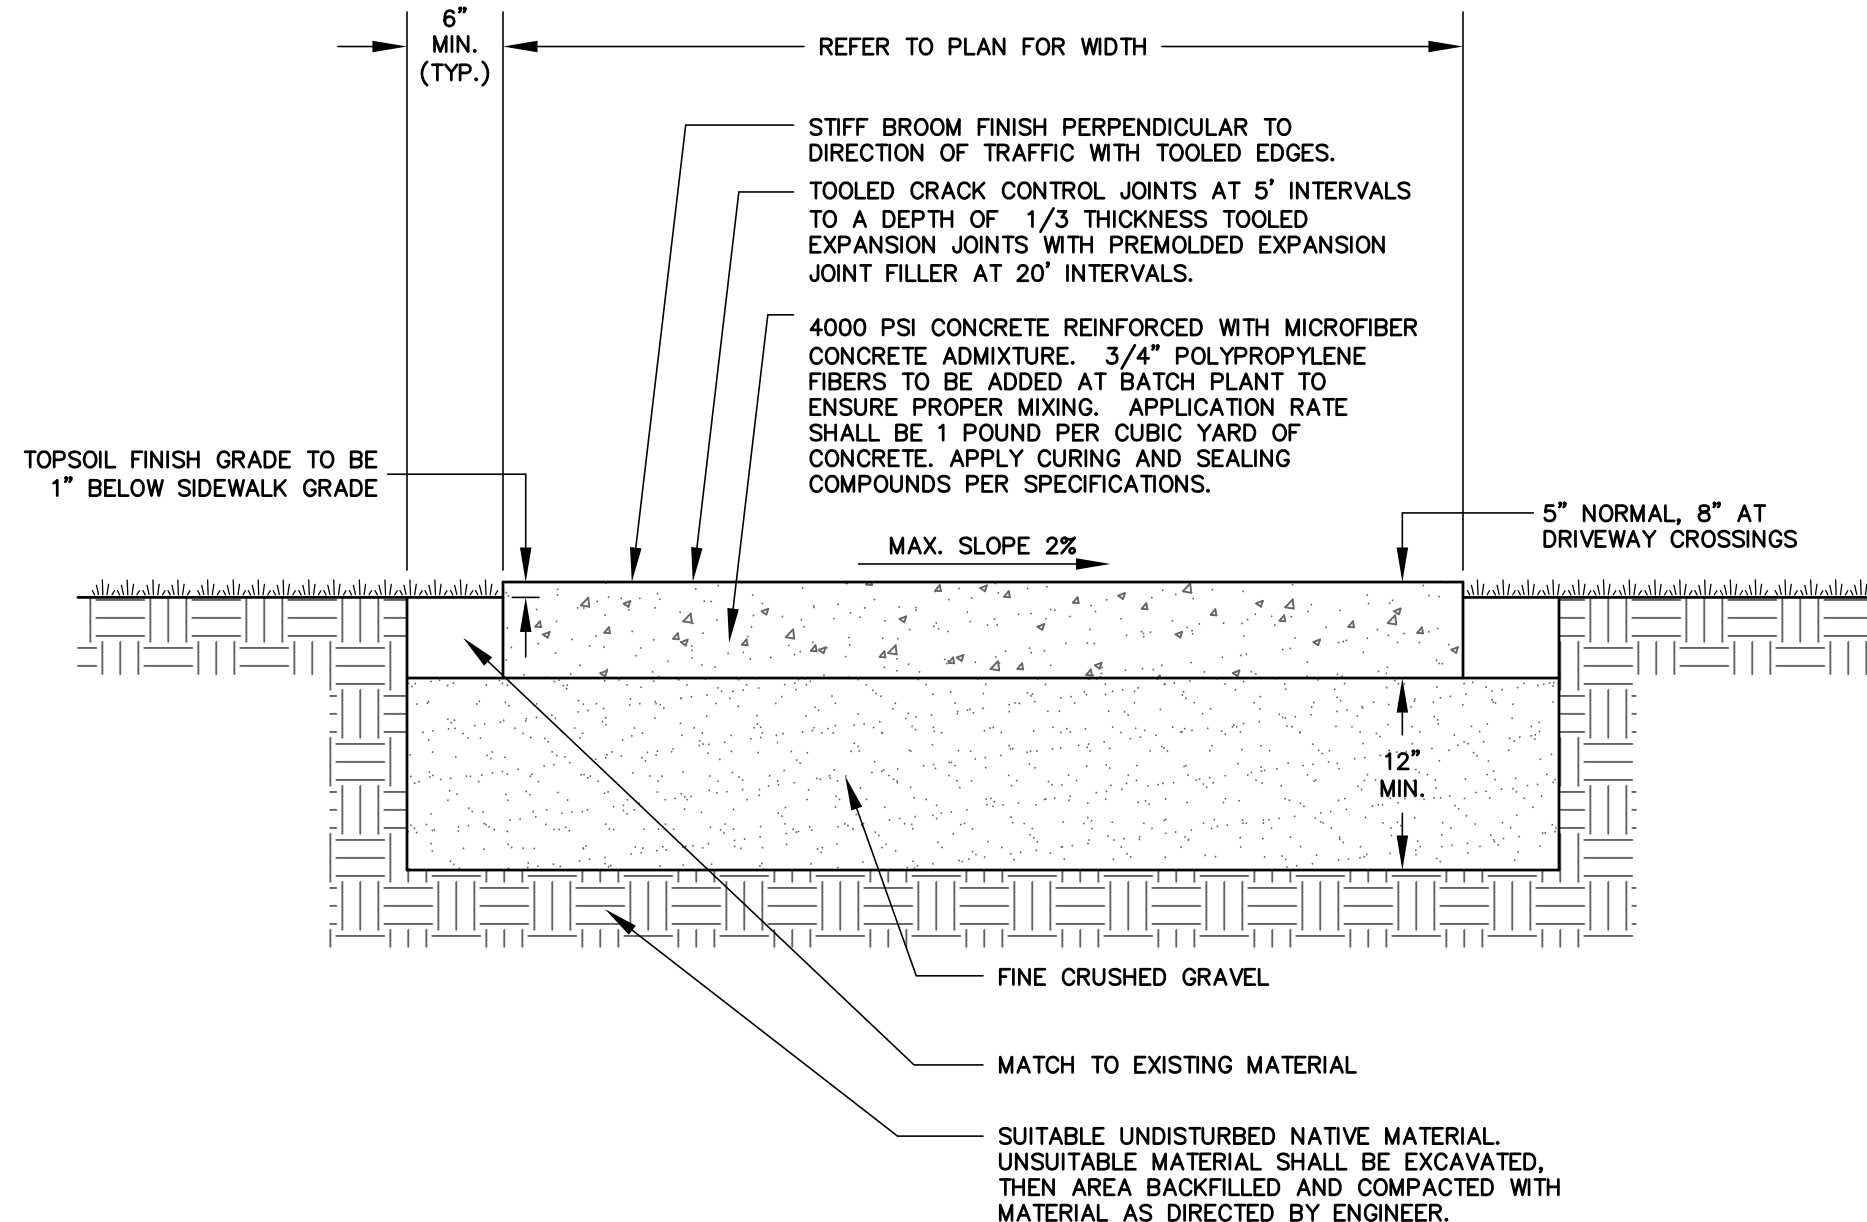 6"
MIN.
(TYP.)
REFER TO PLAN FOR WIDTH
STIFF BROOM FINISH PERPENDICULAR TO
DIRECTION OF TRAFFIC WITH TOOLED EDGES.
TOOLED CRACK CONTROL JOINTS AT 5' INTERVALS
TO A DEPTH OF 1/3 THICKNESS TOOLED
EXPANSION JOINTS WITH PREMOLDED EXPANSION
JOINT FILLER AT 20' INTERVALS.
4000 PSI CONCRETE REINFORCED WITH MICROFIBER
CONCRETE ADMIXTURE. 3/4" POLYPROPYLENE
FIBERS TO BE ADDED AT BATCH PLANT TO
ENSURE PROPER MIXING. APPLICATION RATE
SHALL BE 1 POUND PER CUBIC YARD OF
CONCRETE. APPLY CURING AND SEALING
COMPOUNDS PER SPECIFICATIONS.
TOPSOIL FINISH GRADE TO BE
1" BELOW SIDEWALK GRADE
5" NORMAL, 8" AT
DRIVEWAY CROSSINGS
MAX. SLOPE 2%
12"
MIN.
FINE CRUSHED GRAVEL
MATCH TO EXISTING MATERIAL
SUITABLE UNDISTURBED NATIVE MATERIAL.
UNSUITABLE MATERIAL SHALL BE EXCAVATED,
THEN AREA BACKFILLED AND COMPACTED WITH
MATERIAL AS DIRECTED BY ENGINEER.